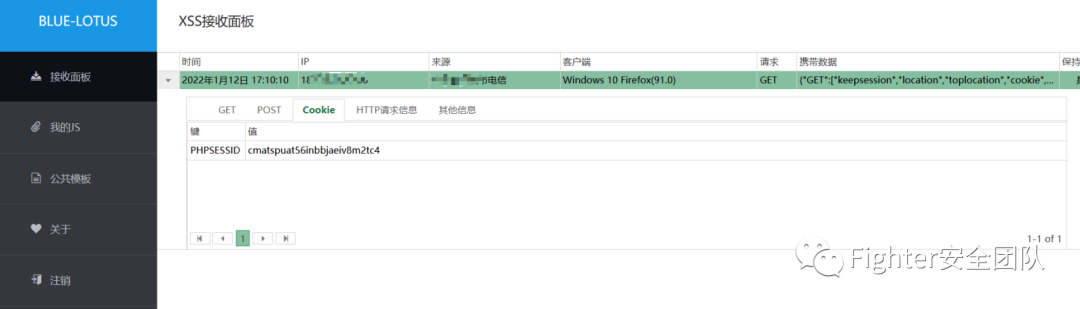 BLUE-LOTUS
XSS接收面板
接收面板
我的JS
公共模板
关于
注销
时间 IP 来源 客户端 请求 携带数据 保持
2022年1月12日 17:10:10 18 电信 Windows 10 Firefox(91.0) GET {"GET":["keepsession","location","toplocation","cookie",...
GET POST Cookie HTTP请求信息 其他信息
键 值
PHPSESSID cmatspuat56inbbjaeiv8m2tc4
1
1-1 of 1
Fighter安全团队